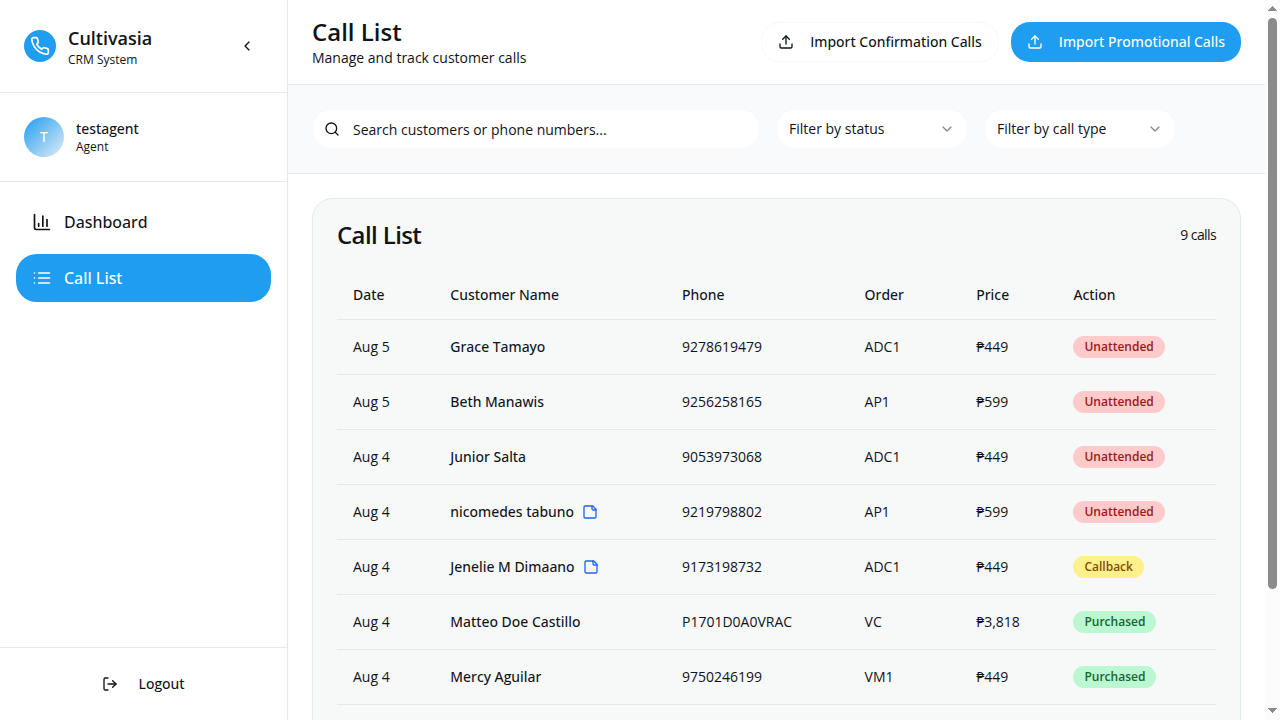 Cultivasia
CRM System
T
testagent
Agent
Dashboard
Call List
Logout
Call List
Manage and track customer calls
Import Confirmation Calls
Import Promotional Calls
Search customers or phone numbers...
Filter by status
Filter by call type
Call List
9 calls
Date Customer Name Phone Order Price Action
Aug 5 Grace Tamayo 9278619479 ADC1 ₱449 Unattended
Aug 5 Beth Manawis 9256258165 AP1 ₱599 Unattended
Aug 4 Junior Salta 9053973068 ADC1 ₱449 Unattended
Aug 4 nicomedes tabuno 9219798802 AP1 ₱599 Unattended
Aug 4 Jenelie M Dimaano 9173198732 ADC1 ₱449 Callback
Aug 4 Matteo Doe Castillo P1701D0A0VRAC VC ₱3,818 Purchased
Aug 4 Mercy Aguilar 9750246199 VM1 ₱449 Purchased